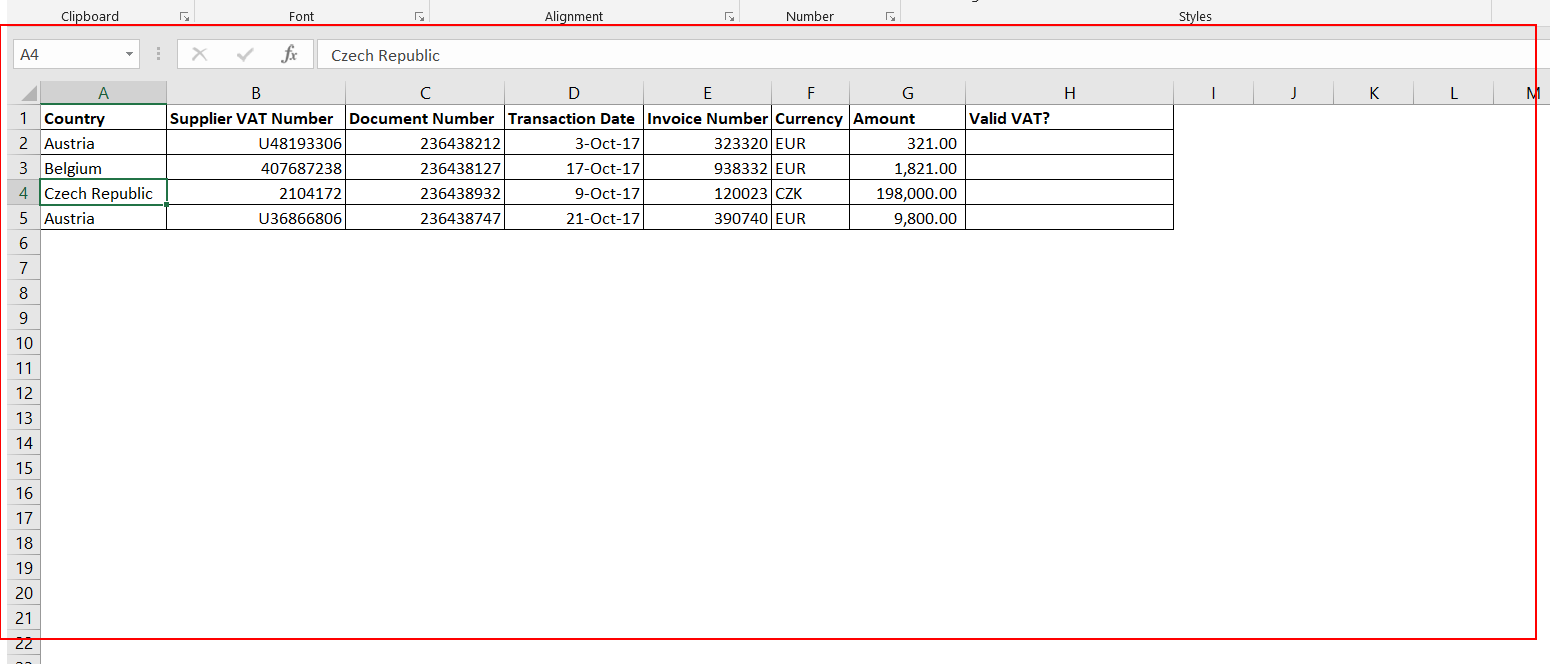 Clipboard Font Alignment Number Styles
A4 fx Czech Republic
A B C D E F G H I J K L M
1 Country Supplier VAT Number Document Number Transaction Date Invoice Number Currency Amount Valid VAT?
2 Austria U48193306 236438212 3-Oct-17 323320 EUR 321.00
3 Belgium 407687238 236438127 17-Oct-17 938332 EUR 1,821.00
4 Czech Republic 2104172 236438932 9-Oct-17 120023 CZK 198,000.00
5 Austria U36866806 236438747 21-Oct-17 390740 EUR 9,800.00
6
7
8
9
10
11
12
13
14
15
16
17
18
19
20
21
22